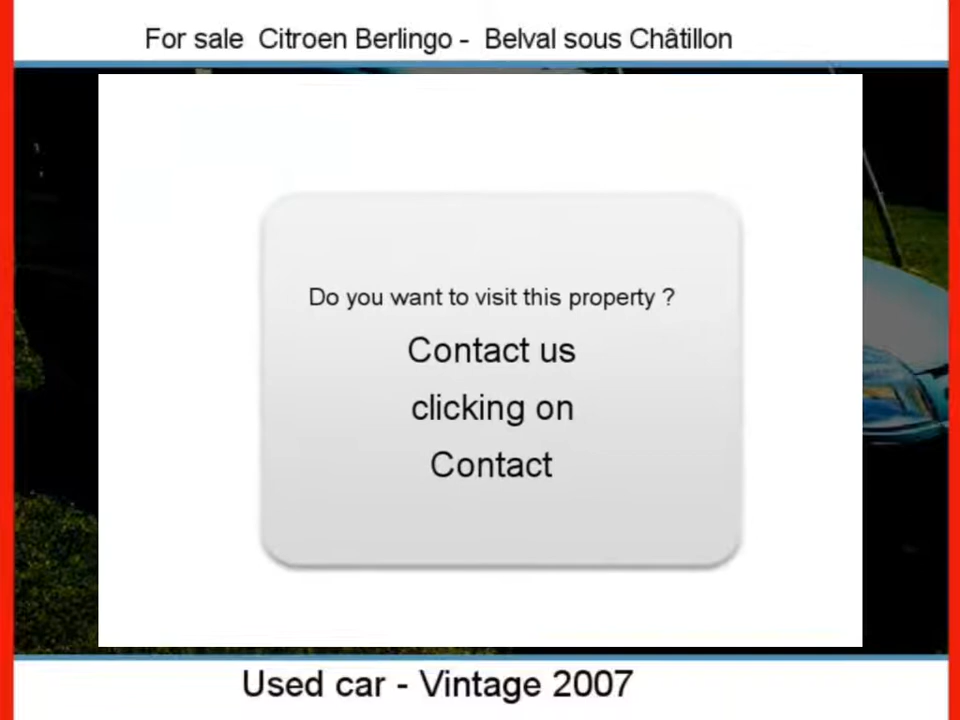 For sale Citroen Berlingo - Belval sous Châtillon
Do you want to visit this property ?
Contact us
clicking on
Contact
Used car - Vintage 2007